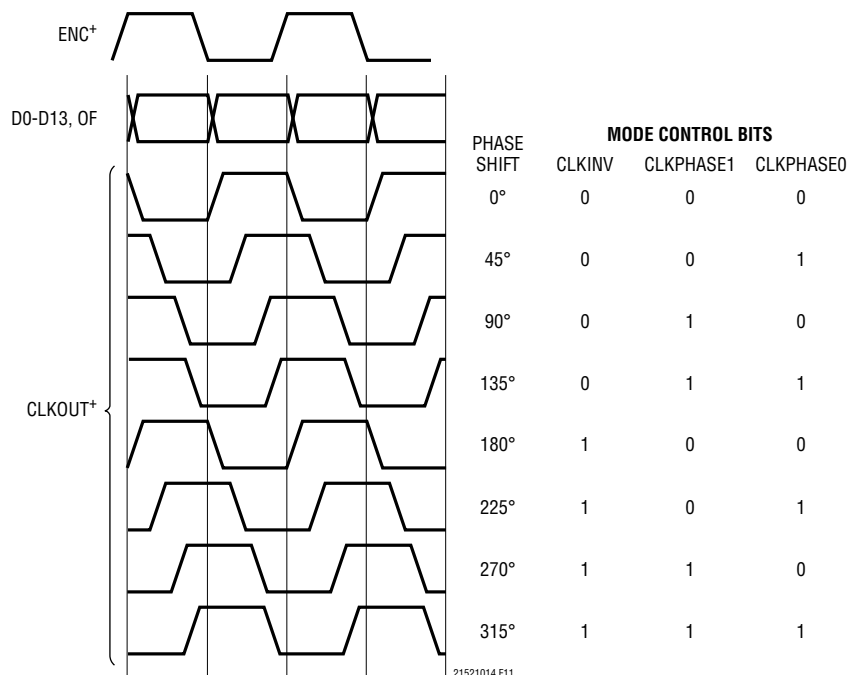 ENC+
D0-D13, OF
CLKOUT+
MODE CONTROL BITS
PHASE SHIFT CLKINV CLKPHASE1 CLKPHASE0
0° 0 0 0
45° 0 0 1
90° 0 1 0
135° 0 1 1
180° 1 0 0
225° 1 0 1
270° 1 1 0
315° 1 1 1
21521014 F11